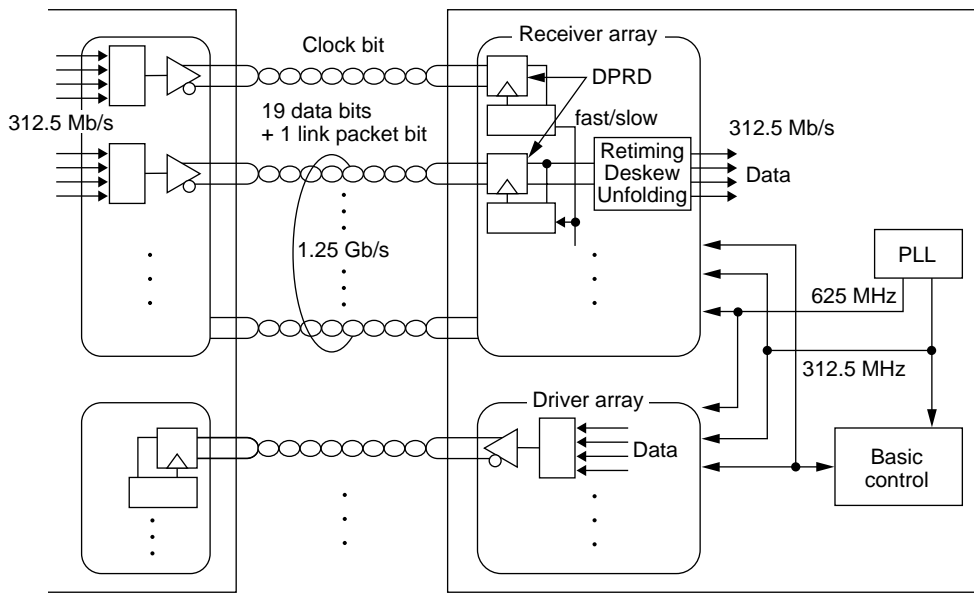 Clock bit
Receiver array
DPRD
312.5 Mb/s
19 data bits
+ 1 link packet bit
fast/slow
312.5 Mb/s
Retiming
Deskew
Unfolding
Data
1.25 Gb/s
PLL
625 MHz
312.5 MHz
Driver array
Data
Basic
control